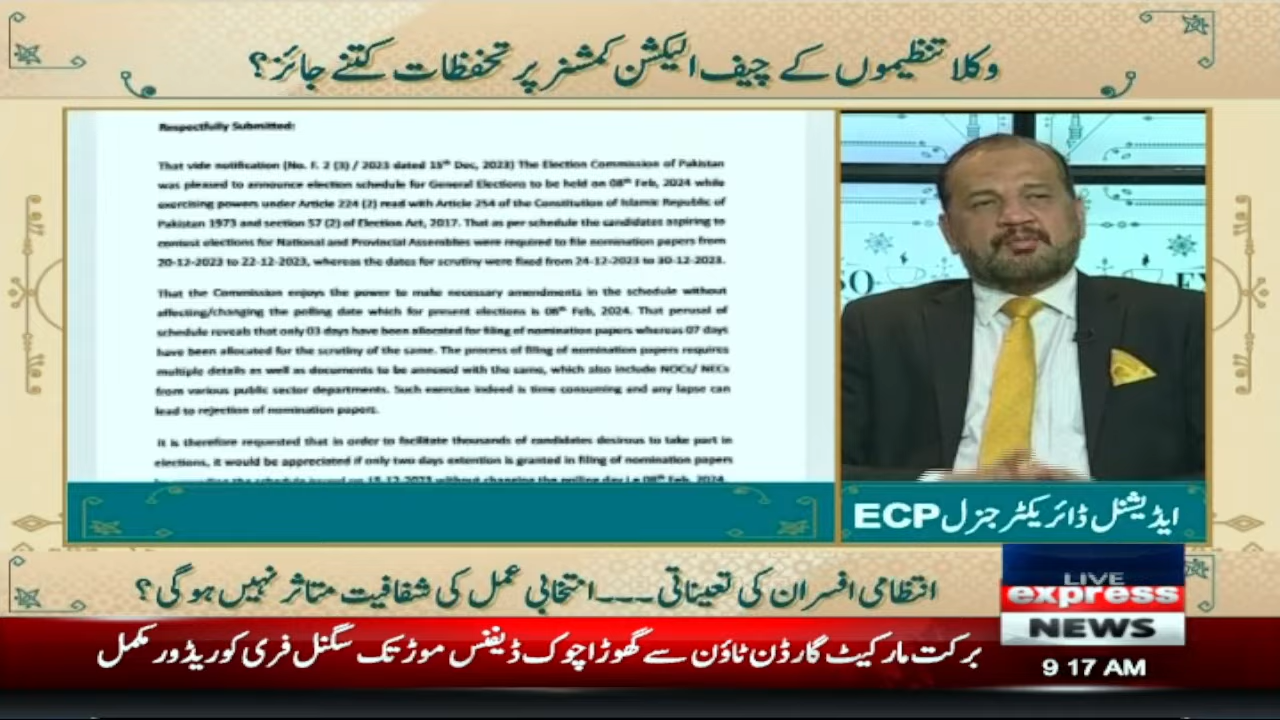 وکلا تنظیموں کے چیف الیکشن کمشنر پر تحفظات کتنے جائز؟
Respectfully Submitted:
That vide notification (No. F. 2 (3) / 2023 dated 15th Dec, 2023) The Election Commission of Pakistan
was pleased to announce election schedule for General Elections to be held on 08th Feb, 2024 while
exercising powers under Article 224 (2) read with Article 254 of the Constitution of Islamic Republic of
Pakistan 1973 and section 57 (2) of Election Act, 2017. That as per schedule the candidates aspiring to
contest elections for National and Provincial Assemblies were required to file nomination papers from
20-12-2023 to 22-12-2023, whereas the dates for scrutiny were fixed from 24-12-2023 to 30-12-2023.
That the Commission enjoys the power to make necessary amendments in the schedule without
affecting/changing the polling date which for present elections is 08th Feb, 2024. That perusal of
schedule reveals that only 03 days have been allocated for filing of nomination papers whereas 07 days
have been allocated for the scrutiny of the same. The process of filing of nomination papers requires
multiple details as well as documents to be annexed with the same, which also include NOCs/ NECs
from various public sector departments. Such exercise indeed is time consuming and any lapse can
lead to rejection of nomination papers.
It is therefore requested that in order to facilitate thousands of candidates desirous to take part in
elections, it would be appreciated if only two days extention is granted in filing of nomination papers
without changing the polling day i.e 08th Feb, 2024.
ایڈیشنل ڈائریکٹر جنرل ECP
انتظامی افسران کی تعیناتی ۔۔۔ انتخابی عمل کی شفافیت متاثر نہیں ہوگی؟
LIVE
express
NEWS
برکت مارکیٹ گارڈن ٹاؤن سے گھوڑا چوک ڈیفنس موڑ تک سگنل فری کوریڈور مکمل
9 17 AM